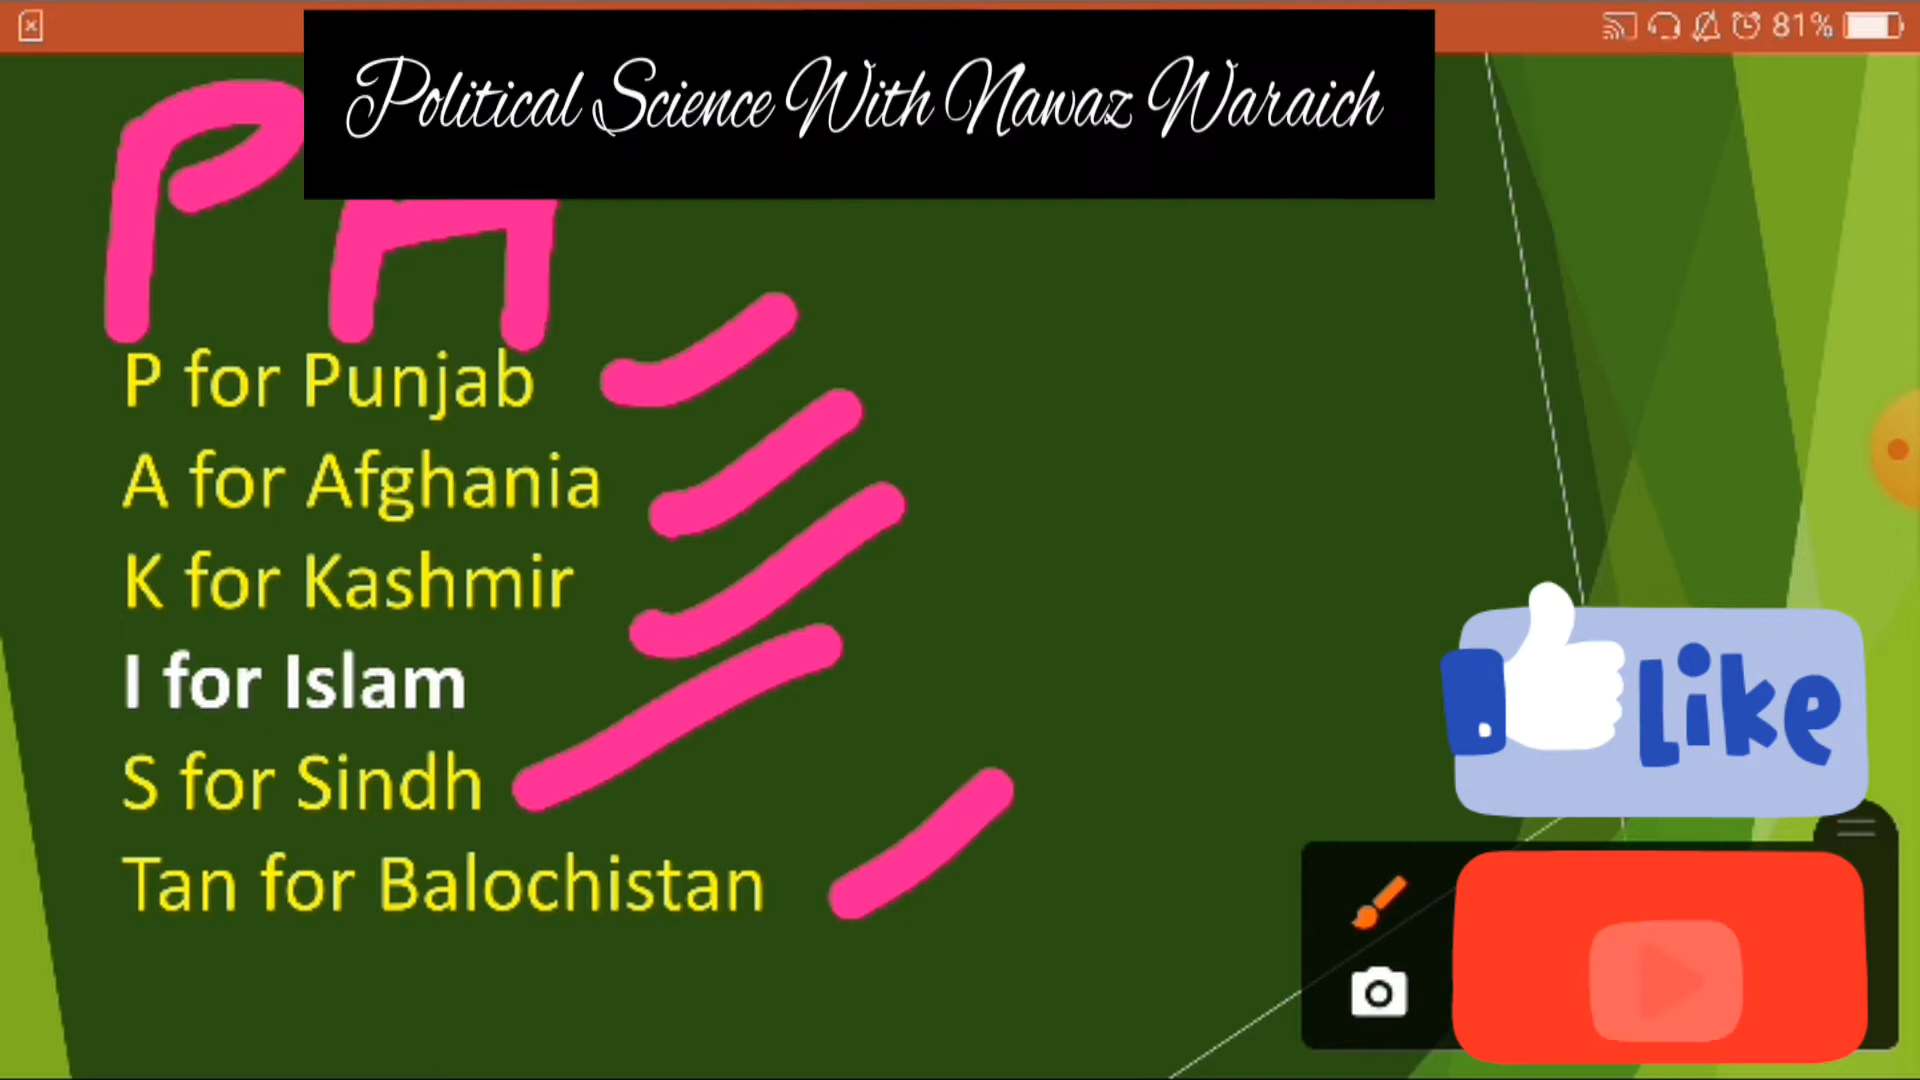 81%
Political Science With Nawaz Waraich
PA
P for Punjab
A for Afghania
K for Kashmir
I for Islam
S for Sindh
Tan for Balochistan
Like